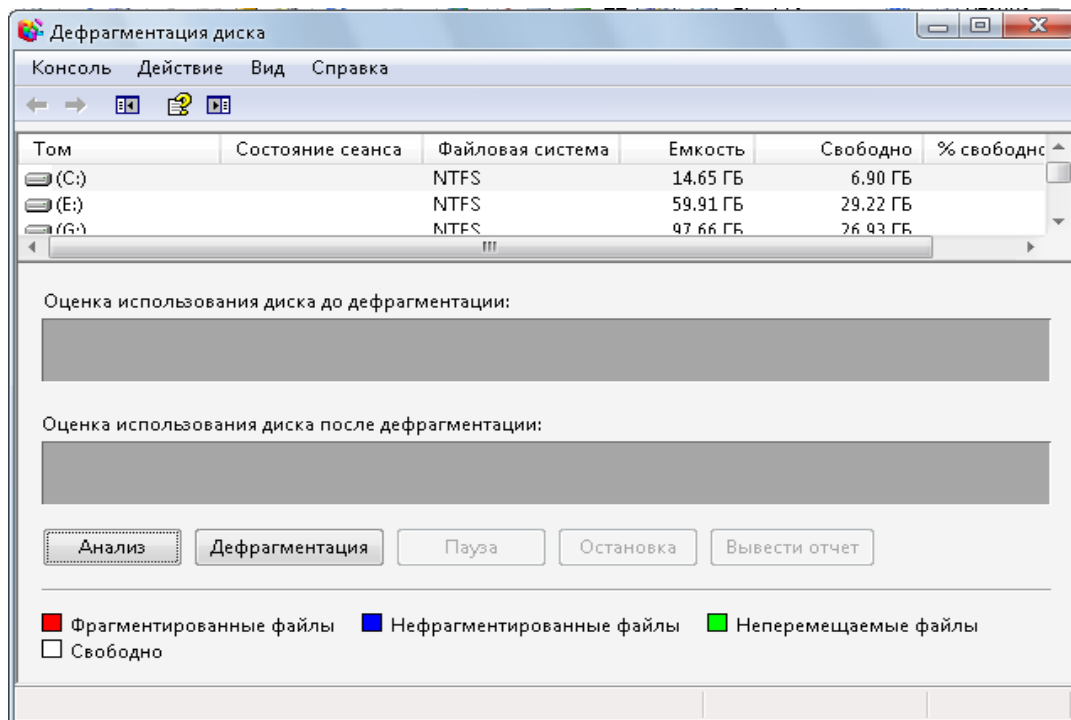 Дефрагментация диска
Консоль Действие Вид Справка
Том Состояние сеанса Файловая система Емкость Свободно % свободно
(C:) NTFS 14.65 ГБ 6.90 ГБ
(E:) NTFS 59.91 ГБ 29.22 ГБ
(G:) NTFS 97.66 ГБ 26.93 ГБ
Оценка использования диска до дефрагментации:
Оценка использования диска после дефрагментации:
Анализ Дефрагментация Пауза Остановка Вывести отчет
Фрагментированные файлы Нефрагментированные файлы Неперемещаемые файлы
Свободно